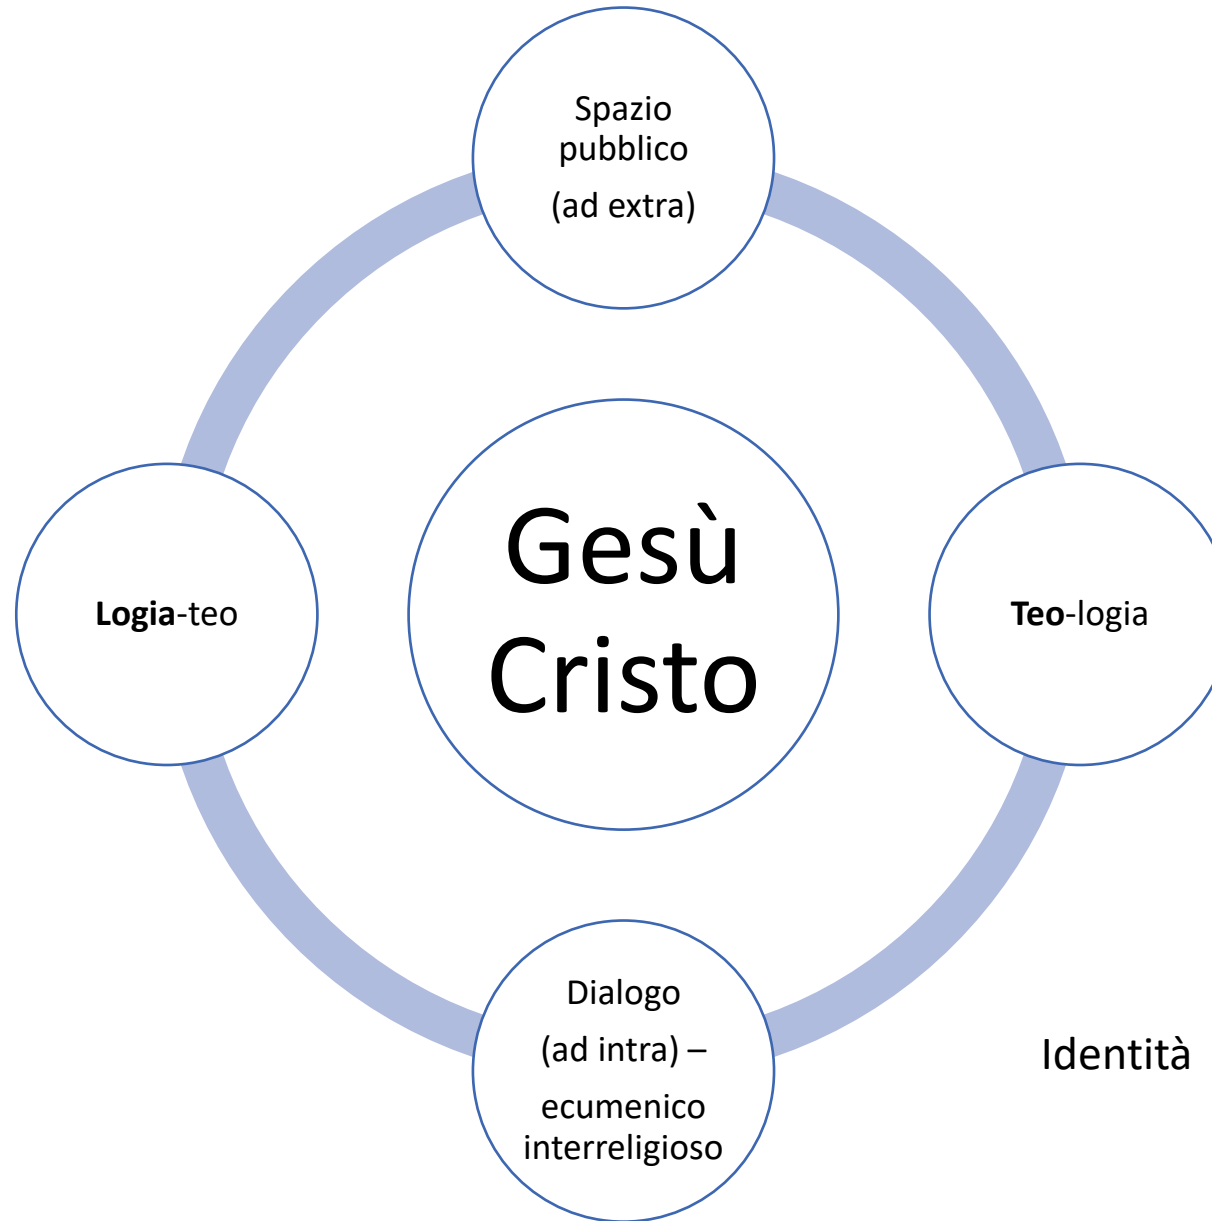 Spazio
pubblico
(ad extra)
Logia-teo
Gesù
Cristo
Teo-logia
Dialogo
(ad intra) –
ecumenico
interreligioso
Identità